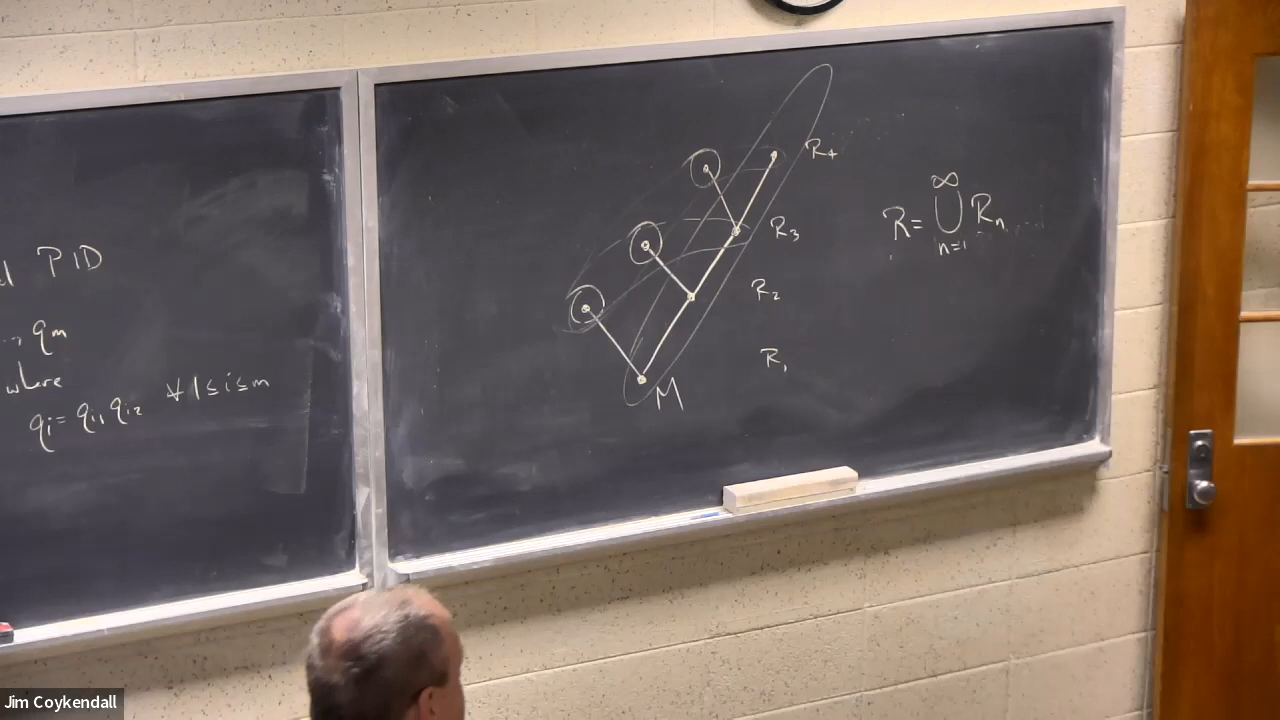 PID
q_m
where
q_i = q_{i1} q_{i2} ∀ 1 ≤ i ≤ m
R_4
R_3
R_2
R_1
M
R = ⋃_{n=1}^{∞} R_n
Jim Coykendall